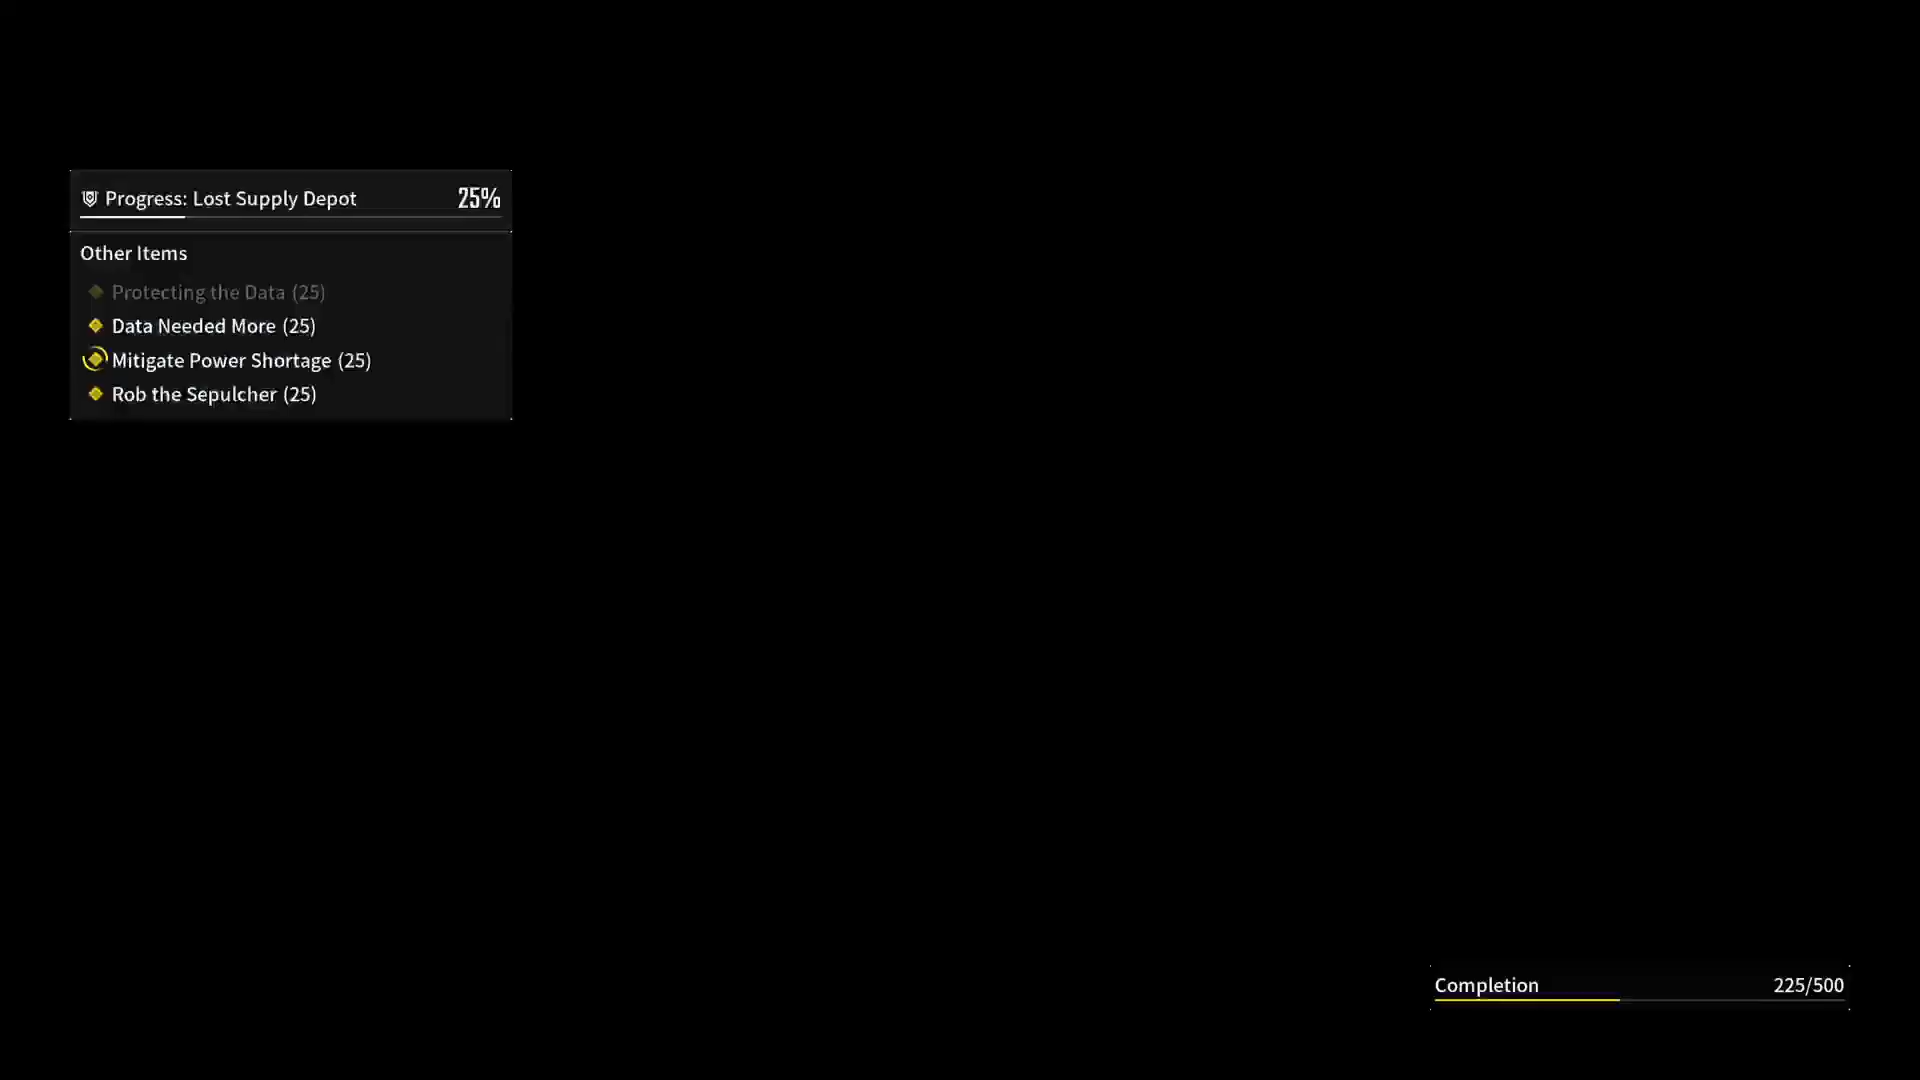 Progress: Lost Supply Depot 25%
Other Items
Protecting the Data (25)
Data Needed More (25)
Mitigate Power Shortage (25)
Rob the Sepulcher (25)
Completion 225/500